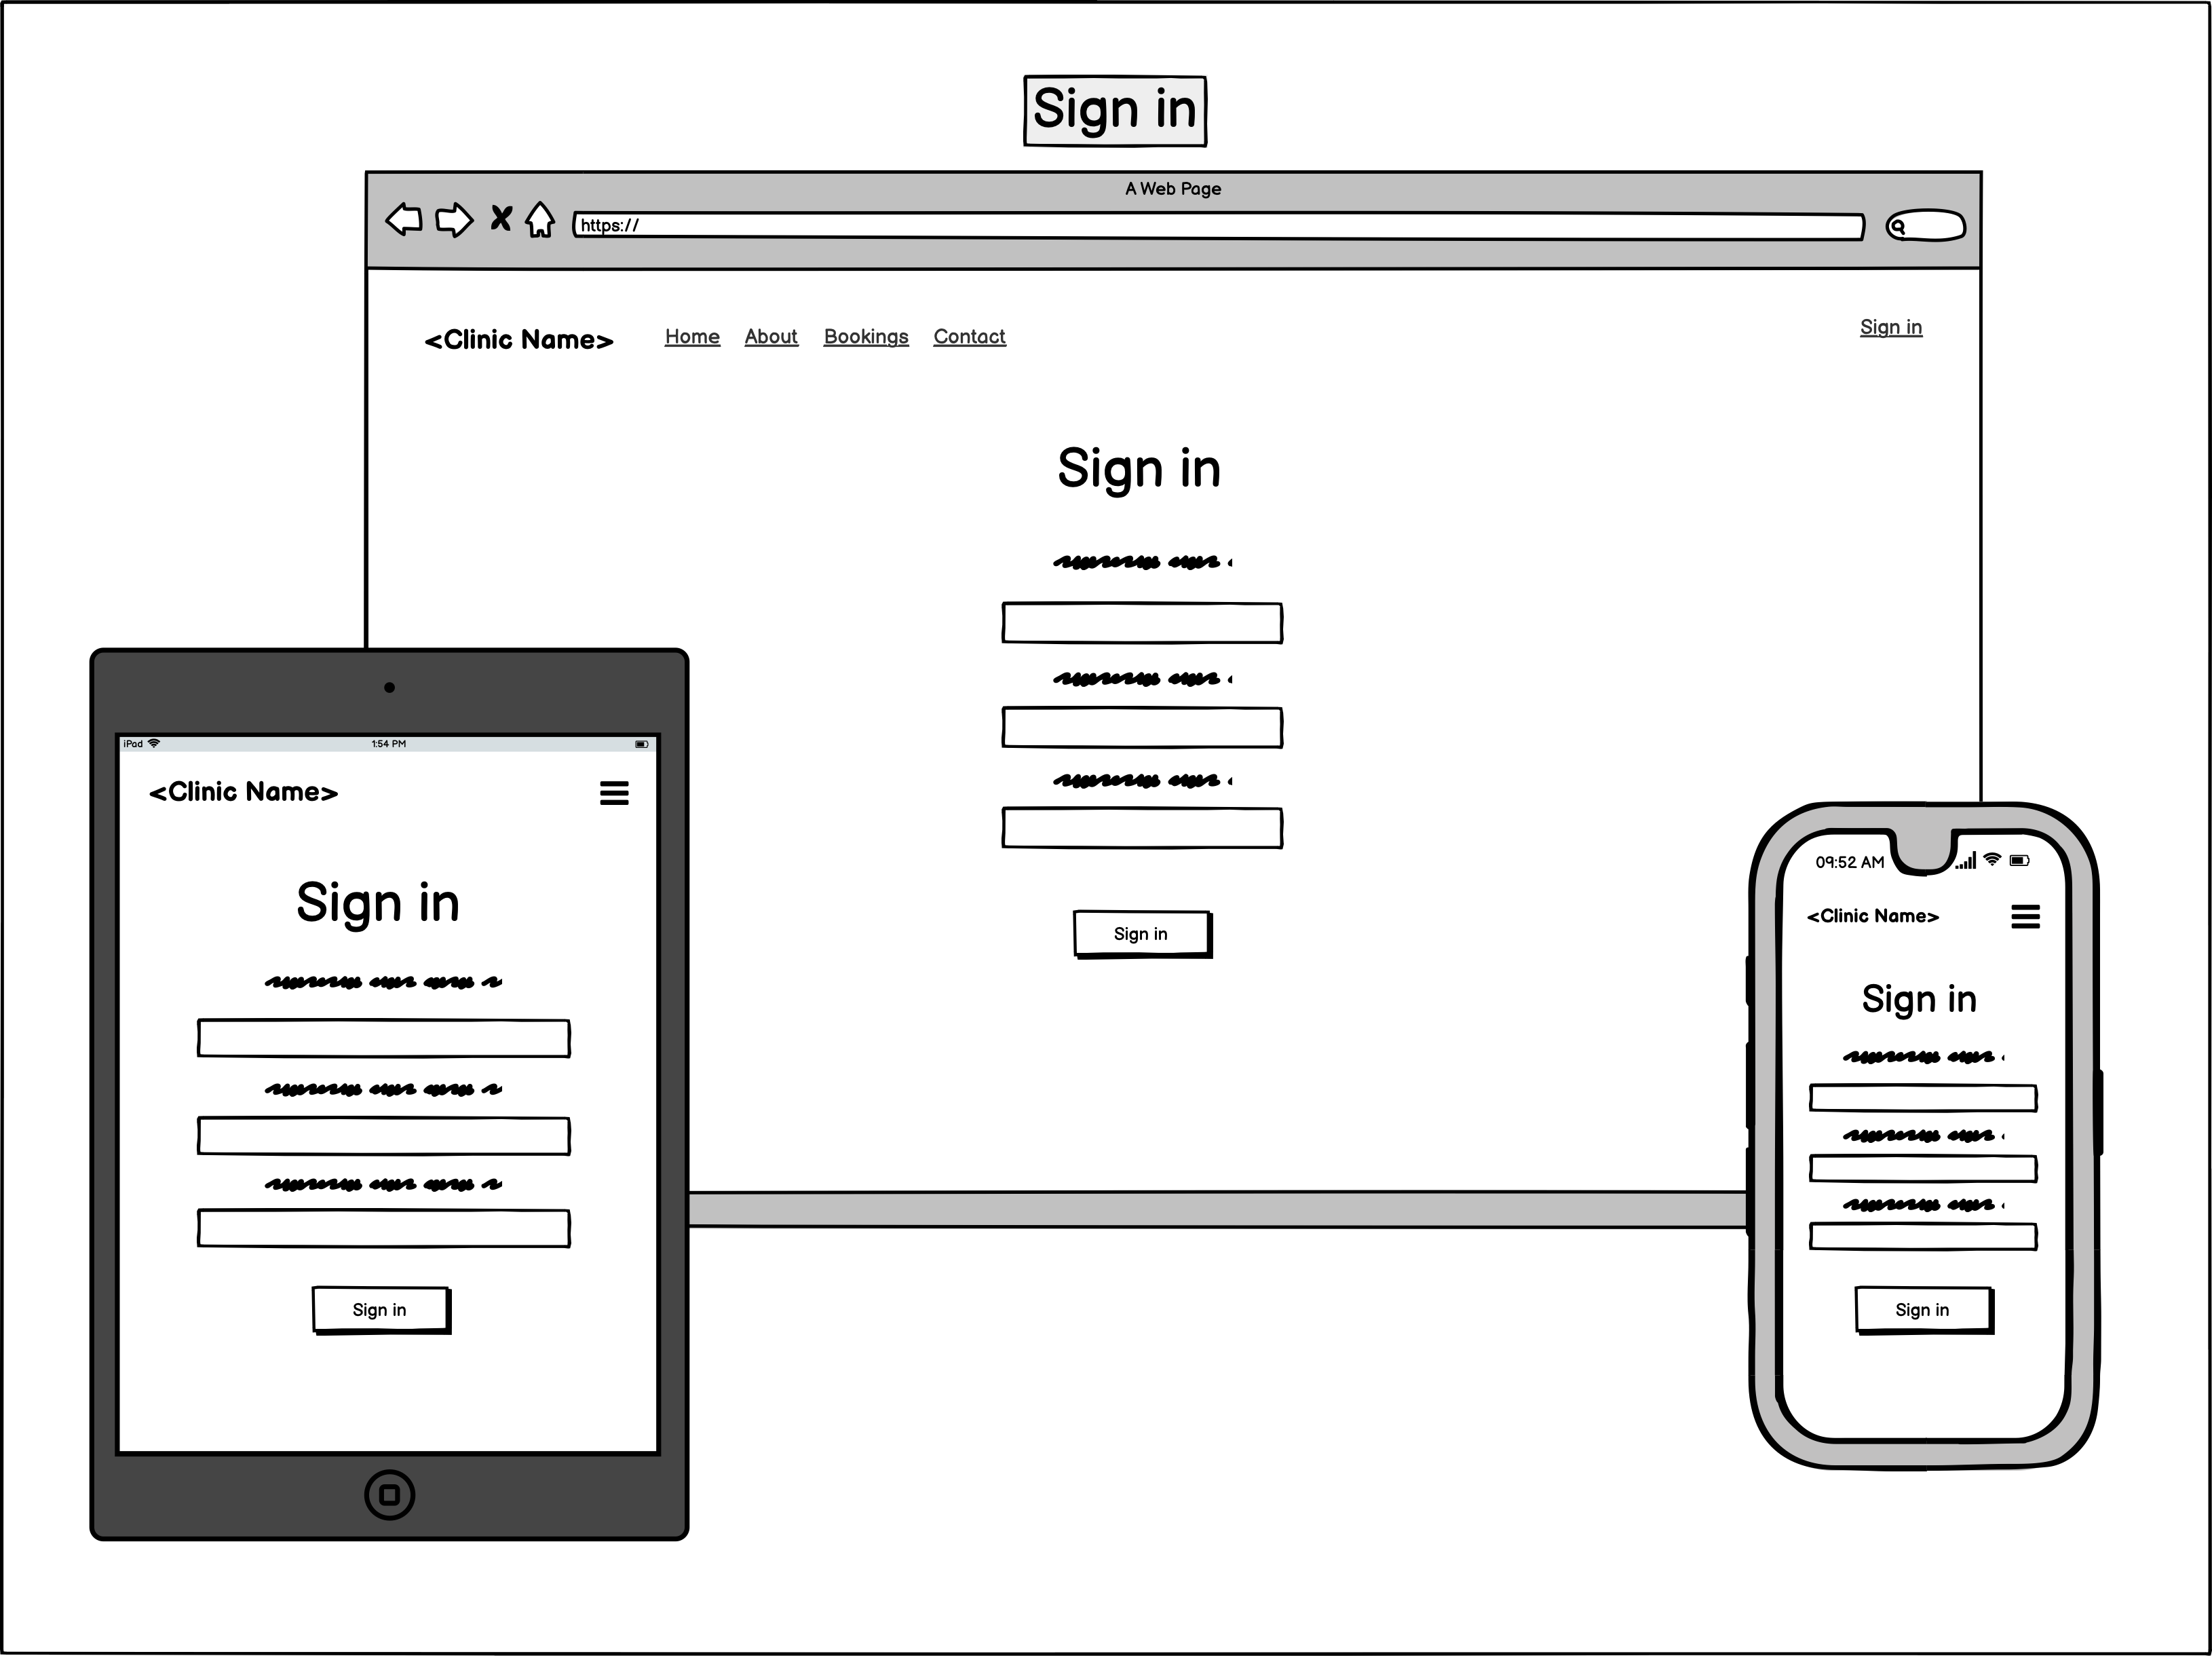 Sign in
A Web Page
https://
<Clinic Name> Home About Bookings Contact Sign in
Sign in
Sign in
iPad 1:54 PM
<Clinic Name>
Sign in
Sign in
09:52 AM
<Clinic Name>
Sign in
Sign in